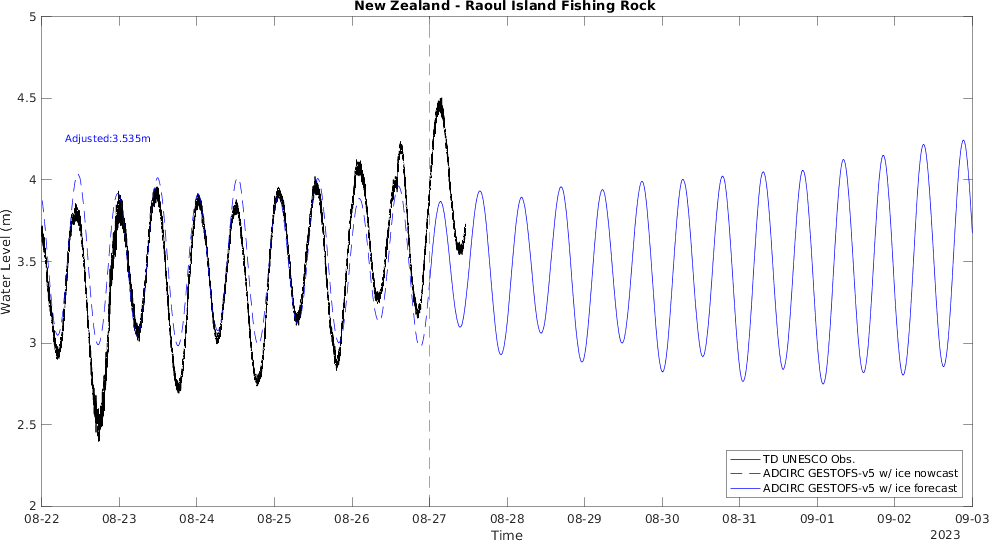 New Zealand - Raoul Island Fishing Rock
5
4.5
4
3.5
3
2.5
2
Water Level (m)
Adjusted:3.535m
TD UNESCO Obs.
ADCIRC GESTOFS-v5 w/ ice nowcast
ADCIRC GESTOFS-v5 w/ ice forecast
08-22 08-23 08-24 08-25 08-26 08-27 08-28 08-29 08-30 08-31 09-01 09-02 09-03
Time
2023